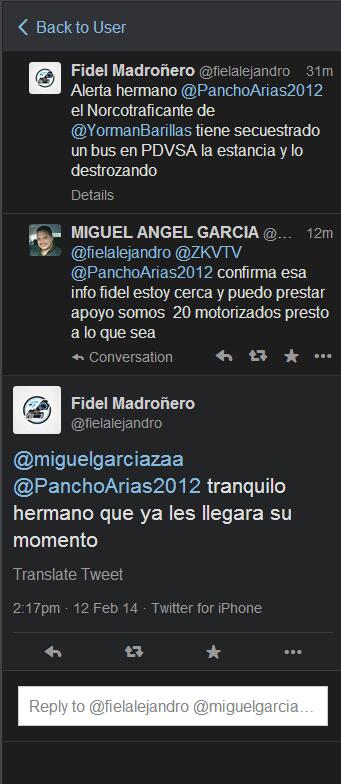 Back to User
Fidel Madroñero @fielalejandro 31m
Alerta hermano @PanchoArias2012
el Norcotraficante de
@YormanBarillas tiene secuestrado
un bus en PDVSA la estancia y lo
destrozando
Details
MIGUEL ANGEL GARCIA @... 12m
@fielalejandro @ZKVTV
@PanchoArias2012 confirma esa
info fidel estoy cerca y puedo prestar
apoyo somos 20 motorizados presto
a lo que sea
Conversation
Fidel Madroñero
@fielalejandro
@miguelgarciazaa
@PanchoArias2012 tranquilo
hermano que ya les llegara su
momento
Translate Tweet
2:17pm · 12 Feb 14 · Twitter for iPhone
Reply to @fielalejandro @miguelgarcia...